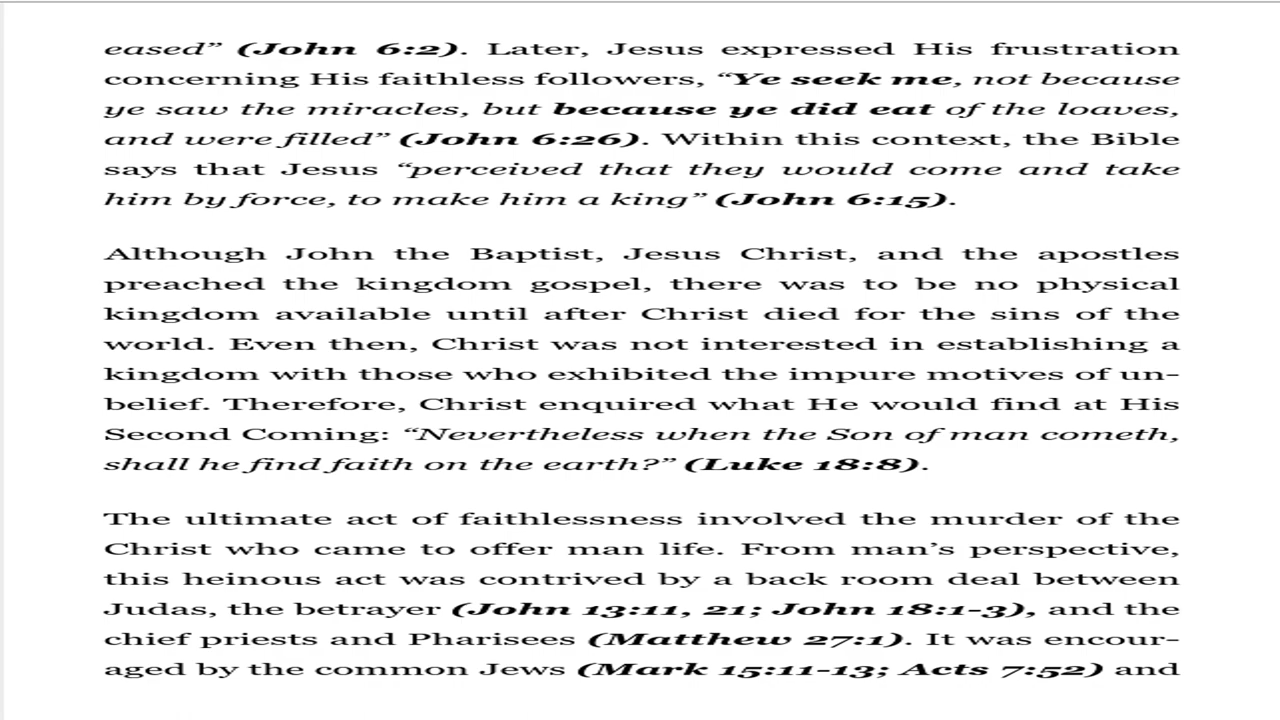 eased” (John 6:2). Later, Jesus expressed His frustration
concerning His faithless followers, “Ye seek me, not because
ye saw the miracles, but because ye did eat of the loaves,
and were filled” (John 6:26). Within this context, the Bible
says that Jesus “perceived that they would come and take
him by force, to make him a king” (John 6:15).
Although John the Baptist, Jesus Christ, and the apostles
preached the kingdom gospel, there was to be no physical
kingdom available until after Christ died for the sins of the
world. Even then, Christ was not interested in establishing a
kingdom with those who exhibited the impure motives of un-
belief. Therefore, Christ enquired what He would find at His
Second Coming: “Nevertheless when the Son of man cometh,
shall he find faith on the earth?” (Luke 18:8).
The ultimate act of faithlessness involved the murder of the
Christ who came to offer man life. From man’s perspective,
this heinous act was contrived by a back room deal between
Judas, the betrayer (John 13:11, 21; John 18:1-3), and the
chief priests and Pharisees (Matthew 27:1). It was encour-
aged by the common Jews (Mark 15:11-13; Acts 7:52) and